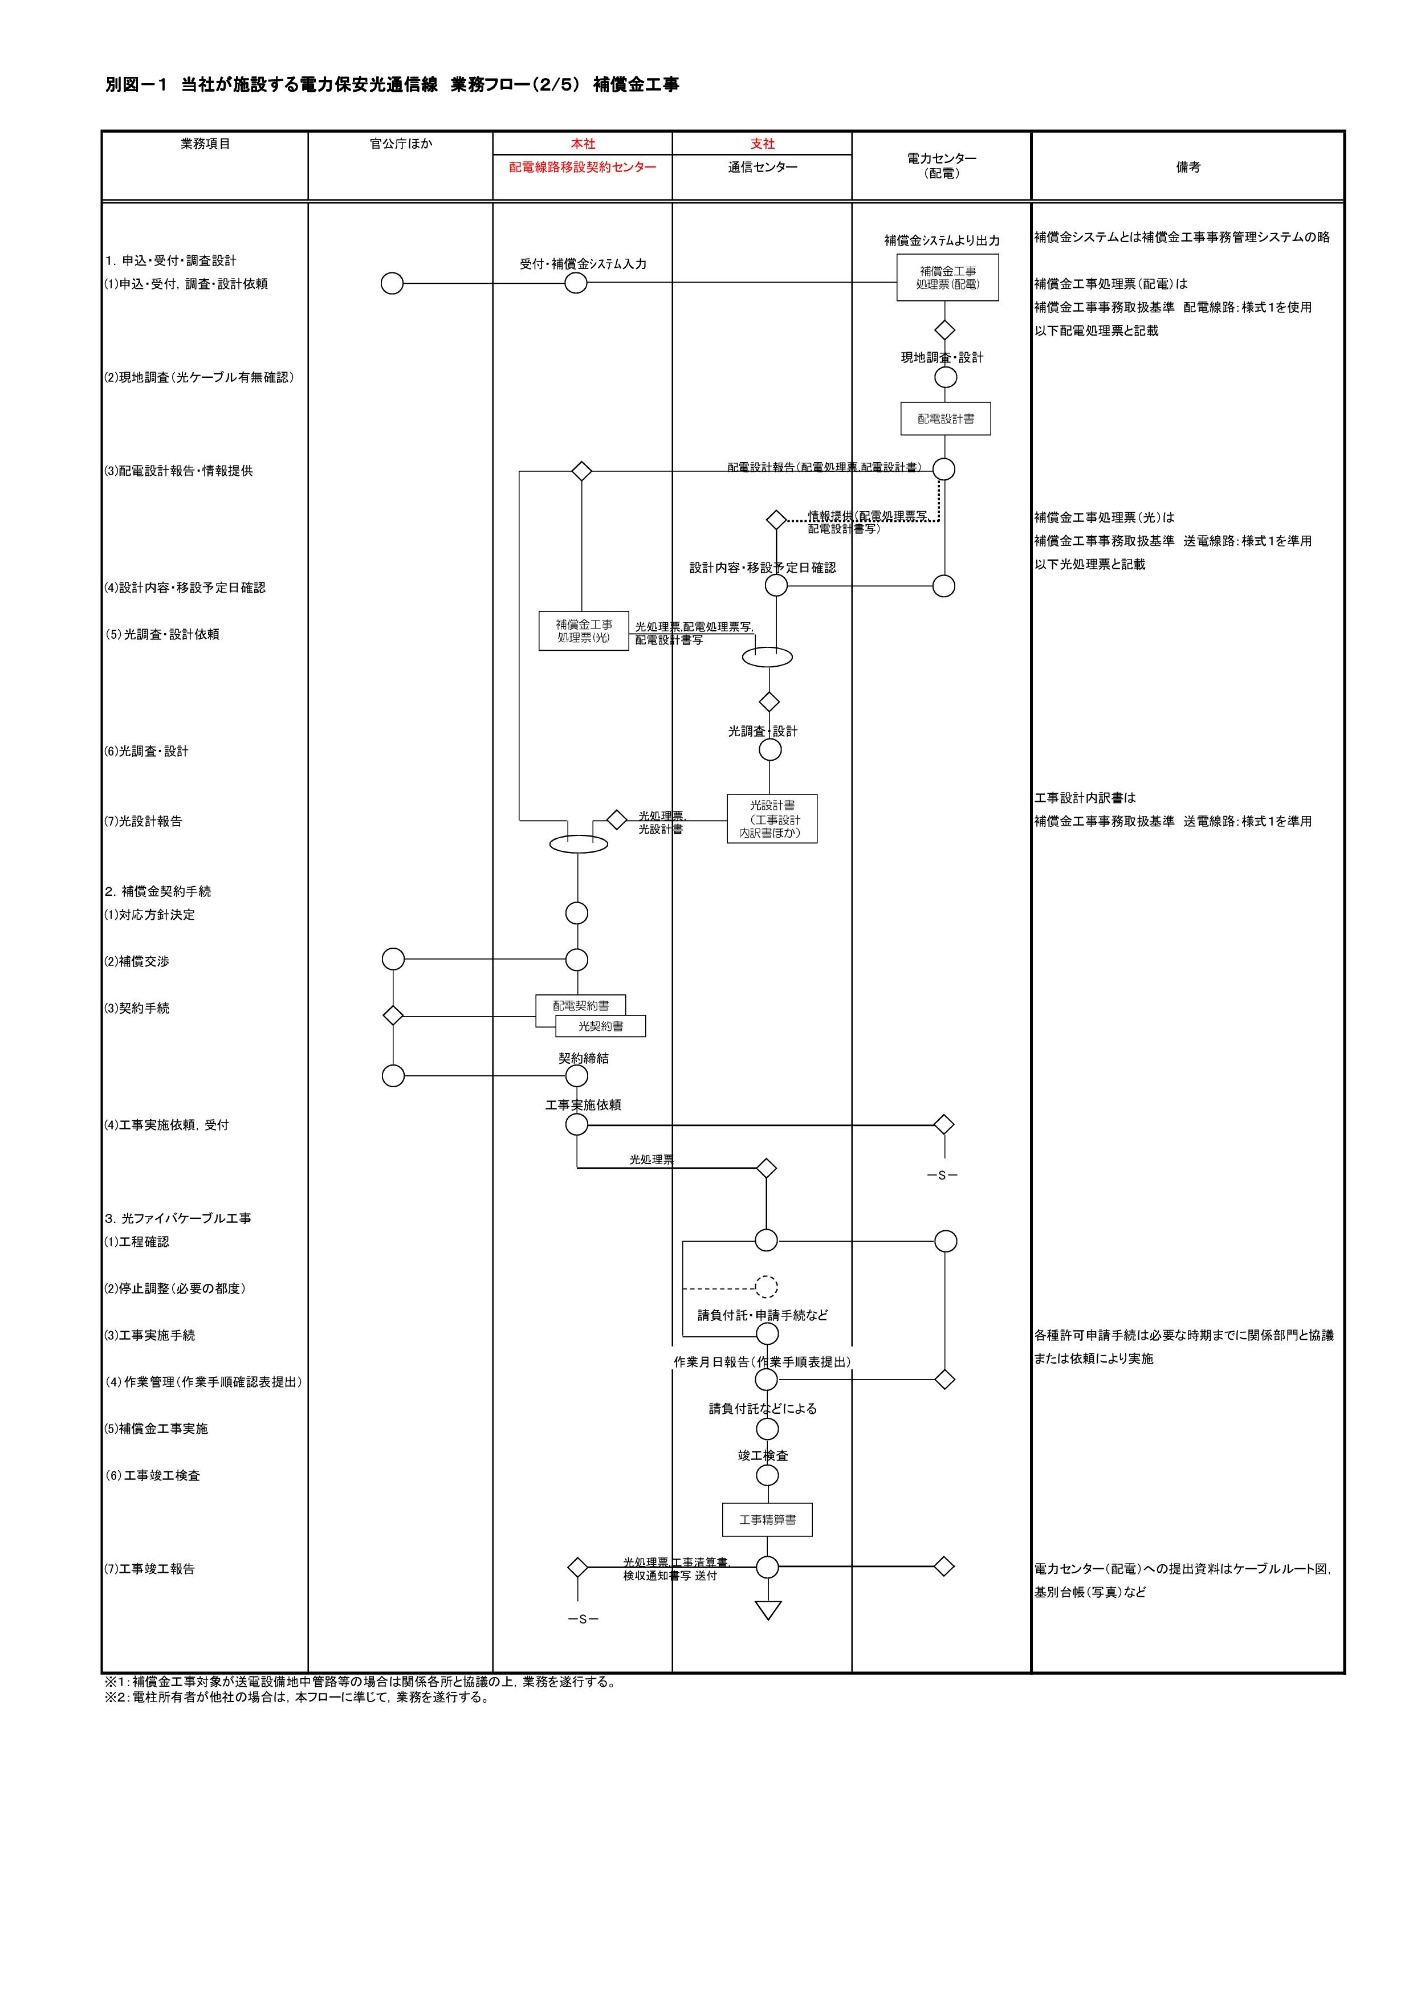 別図－1　当社が施設する電力保安光通信線　業務フロー（2/5）　補償金工事
業務項目
官公庁ほか
本社
配電線路移設契約センター
支社
通信センター
電力センター
（配電）
備考
補償金システムより出力
補償金システムとは補償金工事事務管理システムの略
1. 申込・受付・調査設計
受付・補償金システム入力
(1)申込・受付，調査・設計依頼
補償金工事
処理票(配電)
補償金工事処理票（配電）は
補償金工事事務取扱基準　配電線路：様式1を使用
以下配電処理票と記載
現地調査・設計
(2)現地調査（光ケーブル有無確認）
配電設計書
(3)配電設計報告・情報提供
配電設計報告（配電処理票,配電設計書）
情報提供（配電処理票写，
配電設計書写）
補償金工事処理票（光）は
補償金工事事務取扱基準　送電線路：様式1を準用
以下光処理票と記載
設計内容・移設予定日確認
(4)設計内容・移設予定日確認
(5)光調査・設計依頼
補償金工事
処理票(光)
光処理票,配電処理票写，
配電設計書写
光調査・設計
(6)光調査・設計
工事設計内訳書は
補償金工事事務取扱基準　送電線路：様式1を準用
(7)光設計報告
光処理票，
光設計書
光設計書
（工事設計
内訳書ほか）
2. 補償金契約手続
(1)対応方針決定
(2)補償交渉
(3)契約手続
配電契約書
光契約書
契約締結
工事実施依頼
(4)工事実施依頼，受付
光処理票
－S－
3. 光ファイバケーブル工事
(1)工程確認
(2)停止調整（必要の都度）
請負付託・申請手続など
(3)工事実施手続
各種許可申請手続は必要な時期までに関係部門と協議
または依頼により実施
作業月日報告（作業手順表提出）
(4)作業管理（作業手順確認表提出）
請負付託などによる
(5)補償金工事実施
竣工検査
(6)工事竣工検査
工事精算書
(7)工事竣工報告
光処理票,工事清算書，
検収通知書写 送付
電力センター（配電）への提出資料はケーブルルート図，
基別台帳（写真）など
－S－
※1：補償金工事対象が送電設備地中管路等の場合は関係各所と協議の上，業務を遂行する。
※2：電柱所有者が他社の場合は，本フローに準じて，業務を遂行する。